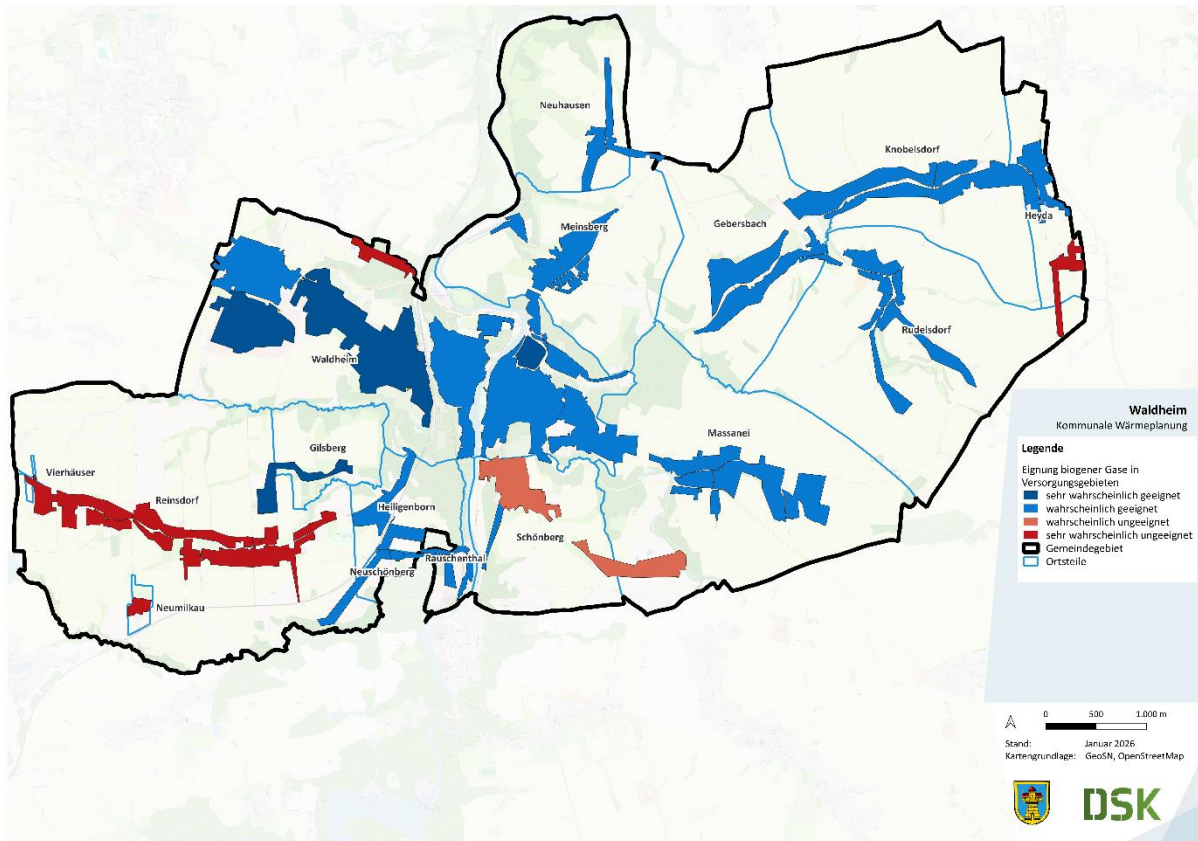 Neuhausen
Knobelsdorf
Meinsberg
Gebersbach
Heyda
Rudelsdorf
Waldheim
Massanei
Gilsberg
Vierhäuser
Reinsdorf
Heiligenborn
Schönberg
Rauschenthal
Neuschönberg
Neumilkau
Waldheim
Kommunale Wärmeplanung
Legende
Eignung biogener Gase in
Versorgungsgebieten
sehr wahrscheinlich geeignet
wahrscheinlich geeignet
wahrscheinlich ungeeignet
sehr wahrscheinlich ungeeignet
Gemeindegebiet
Ortsteile
0 500 1.000 m
Stand: Januar 2026
Kartengrundlage: GeoSN, OpenStreetMap
DSK